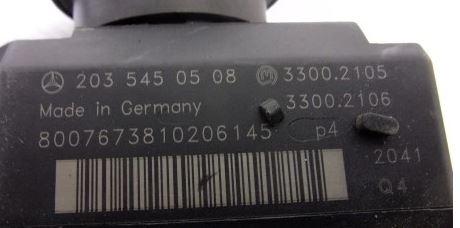 203 545 05 08 3300.2105
Made in Germany 3300.2106
8007673810206145 p4
2041
Q4